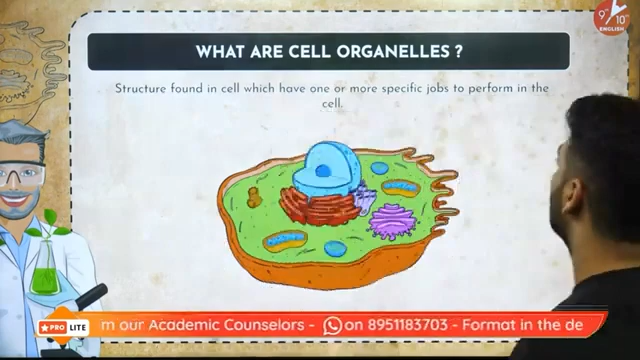 9th 10th
ENGLISH
WHAT ARE CELL ORGANELLES ?
Structure found in cell which have one or more specific jobs to perform in the
cell.
PRO LITE
m our Academic Counselors - on 8951183703 - Format in the de